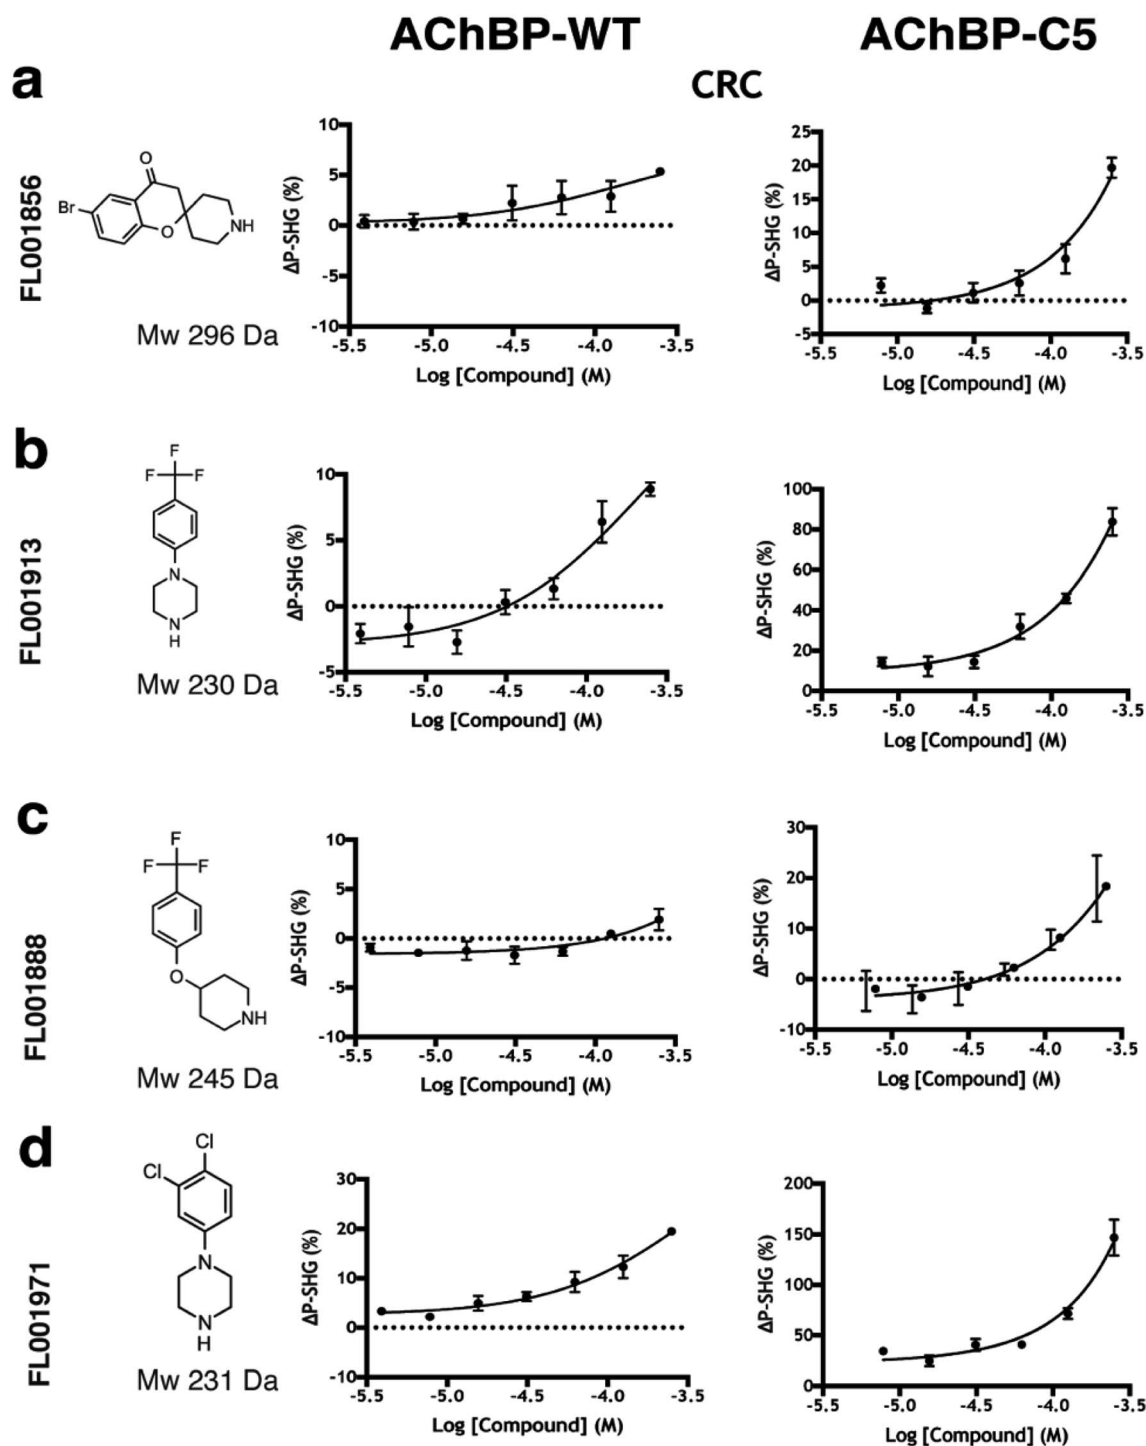 AChBP-WT AChBP-C5
CRC
a
FL001856
Br
O
O
NH
Mw 296 Da
ΔP-SHG (%)
10
5
0
-5
-10
-5.5 -5.0 -4.5 -4.0 -3.5
Log [Compound] (M)
ΔP-SHG (%)
25
20
15
10
5
0
-5
-5.5 -5.0 -4.5 -4.0 -3.5
Log [Compound] (M)
b
FL001913
F
F F
N
N
H
Mw 230 Da
ΔP-SHG (%)
10
5
0
-5
-5.5 -5.0 -4.5 -4.0 -3.5
Log [Compound] (M)
ΔP-SHG (%)
100
80
60
40
20
0
-5.5 -5.0 -4.5 -4.0 -3.5
Log [Compound] (M)
c
FL001888
F
F F
O
NH
Mw 245 Da
ΔP-SHG (%)
10
5
0
-5
-10
-5.5 -5.0 -4.5 -4.0 -3.5
Log [Compound] (M)
ΔP-SHG (%)
30
20
10
0
-10
-5.5 -5.0 -4.5 -4.0 -3.5
Log [Compound] (M)
d
FL001971
Cl
Cl
N
N
H
Mw 231 Da
ΔP-SHG (%)
30
20
10
0
-10
-5.5 -5.0 -4.5 -4.0 -3.5
Log [Compound] (M)
ΔP-SHG (%)
200
150
100
50
0
-5.5 -5.0 -4.5 -4.0 -3.5
Log [Compound] (M)